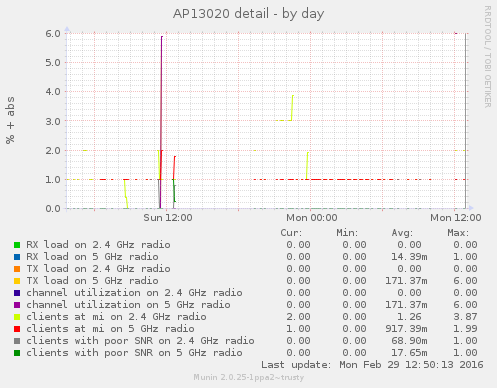 AP13020 detail - by day
RRDTOOL / TOBI OETIKER
% + abs
6.0
5.0
4.0
3.0
2.0
1.0
0.0
Sun 12:00 Mon 00:00 Mon 12:00
Cur: Min: Avg: Max:
RX load on 2.4 GHz radio 0.00 0.00 0.00 0.00
RX load on 5 GHz radio 0.00 0.00 14.39m 1.00
TX load on 2.4 GHz radio 0.00 0.00 0.00 0.00
TX load on 5 GHz radio 0.00 0.00 171.37m 6.00
channel utilization on 2.4 GHz radio 0.00 0.00 0.00 0.00
channel utilization on 5 GHz radio 0.00 0.00 171.37m 6.00
clients at mi on 2.4 GHz radio 2.00 0.00 1.26 3.87
clients at mi on 5 GHz radio 1.00 0.00 917.39m 1.99
clients with poor SNR on 2.4 GHz radio 0.00 0.00 68.90m 1.00
clients with poor SNR on 5 GHz radio 0.00 0.00 17.65m 1.00
Last update: Mon Feb 29 12:50:13 2016
Munin 2.0.25-1ppa2~trusty